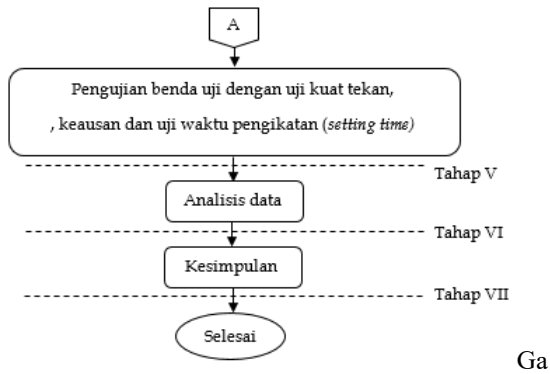 A
Pengujian benda uji dengan uji kuat tekan,
, keausan dan uji waktu pengikatan (setting time)
Tahap V
Analisis data
Tahap VI
Kesimpulan
Tahap VII
Selesai
Ga